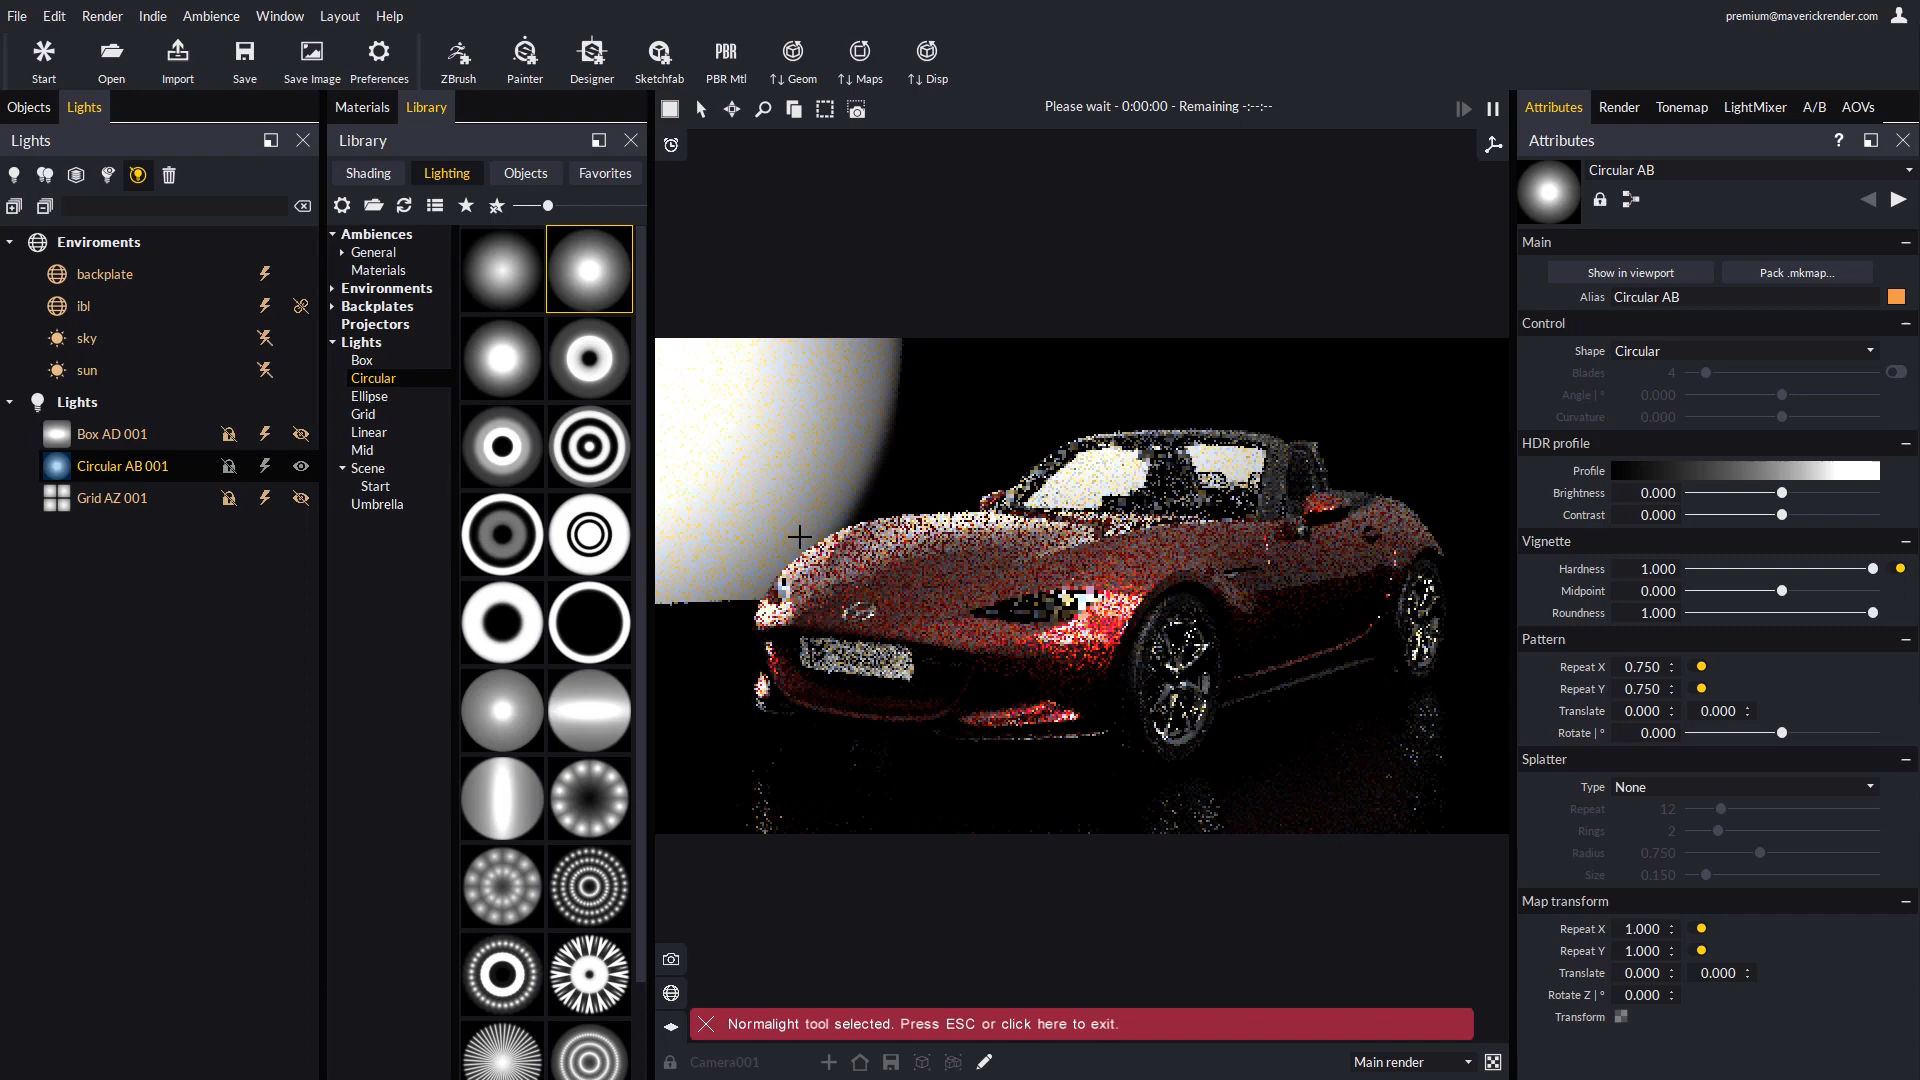 File Edit Render Indie Ambience Window Layout Help
premium@maverickrender.com
Start Open Import Save Save Image Preferences ZBrush Painter Designer Sketchfab PBR Mtl ↑↓ Geom ↑↓ Maps ↑↓ Disp
PBR
Objects Lights
Lights
Enviroments
backplate
ibl
sky
sun
Lights
Box AD 001
Circular AB 001
Grid AZ 001
Materials Library
Library
Shading Lighting Objects Favorites
Ambiences
General
Materials
Environments
Backplates
Projectors
Lights
Box
Circular
Ellipse
Grid
Linear
Mid
Scene
Start
Umbrella
Please wait - 0:00:00 - Remaining -:--:--
Normalight tool selected. Press ESC or click here to exit.
Camera001
Main render
Attributes Render Tonemap LightMixer A/B AOVs
Attributes ?
Circular AB
Main
Show in viewport Pack .mkmap...
Alias Circular AB
Control
Shape Circular
Blades 4
Angle | º 0.000
Curvature 0.000
HDR profile
Profile
Brightness 0.000
Contrast 0.000
Vignette
Hardness 1.000
Midpoint 0.000
Roundness 1.000
Pattern
Repeat X 0.750
Repeat Y 0.750
Translate 0.000 0.000
Rotate | º 0.000
Splatter
Type None
Repeat 12
Rings 2
Radius 0.750
Size 0.150
Map transform
Repeat X 1.000
Repeat Y 1.000
Translate 0.000 0.000
Rotate Z | º 0.000
Transform